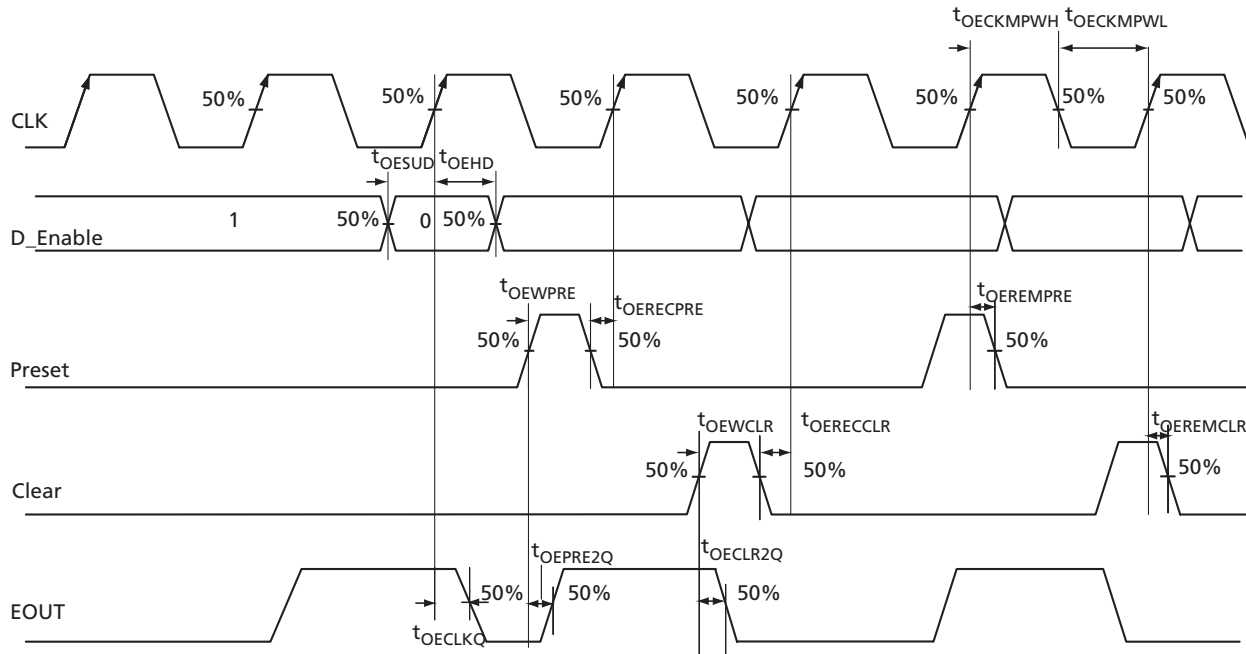 tOECKMPWH tOECKMPWL
CLK 50% 50% 50% 50% 50% 50% 50%
tOESUD tOEHD
D_Enable 1 50% 0 50%
tOEWPRE tOERECPRE tOEREMPRE
Preset 50% 50% 50%
tOEWCLR tOERECCLR tOEREMCLR
Clear 50% 50% 50%
tOEPRE2Q tOECLR2Q
EOUT 50% 50% 50%
tOECLKQ